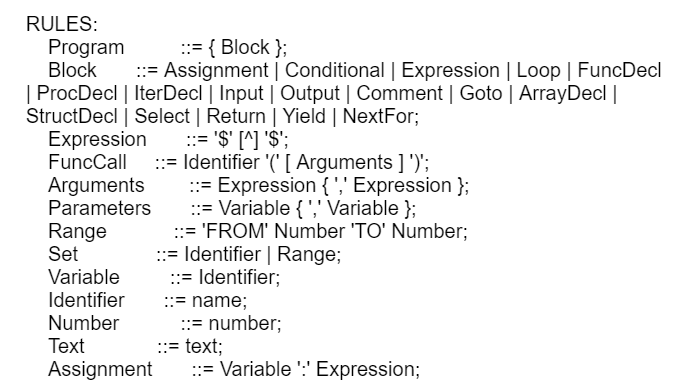 RULES:
Program ::= { Block };
Block ::= Assignment | Conditional | Expression | Loop | FuncDecl
| ProcDecl | IterDecl | Input | Output | Comment | Goto | ArrayDecl |
StructDecl | Select | Return | Yield | NextFor;
Expression ::= '$' [^] '$';
FuncCall ::= Identifier '(' [ Arguments ] ')';
Arguments ::= Expression { ',' Expression };
Parameters ::= Variable { ',' Variable };
Range ::= 'FROM' Number 'TO' Number;
Set ::= Identifier | Range;
Variable ::= Identifier;
Identifier ::= name;
Number ::= number;
Text ::= text;
Assignment ::= Variable ':' Expression;